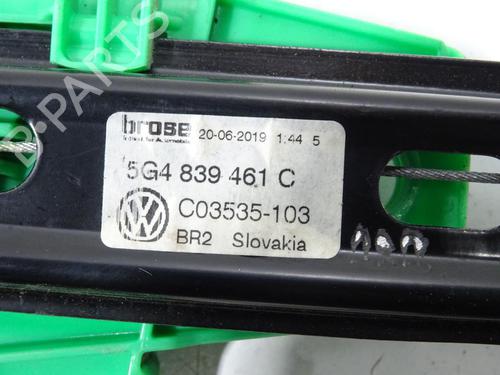 brose 20-06-2019 1:44 5
5G4 839 461 C
C03535-103
BR2 Slovakia
B-PARTS